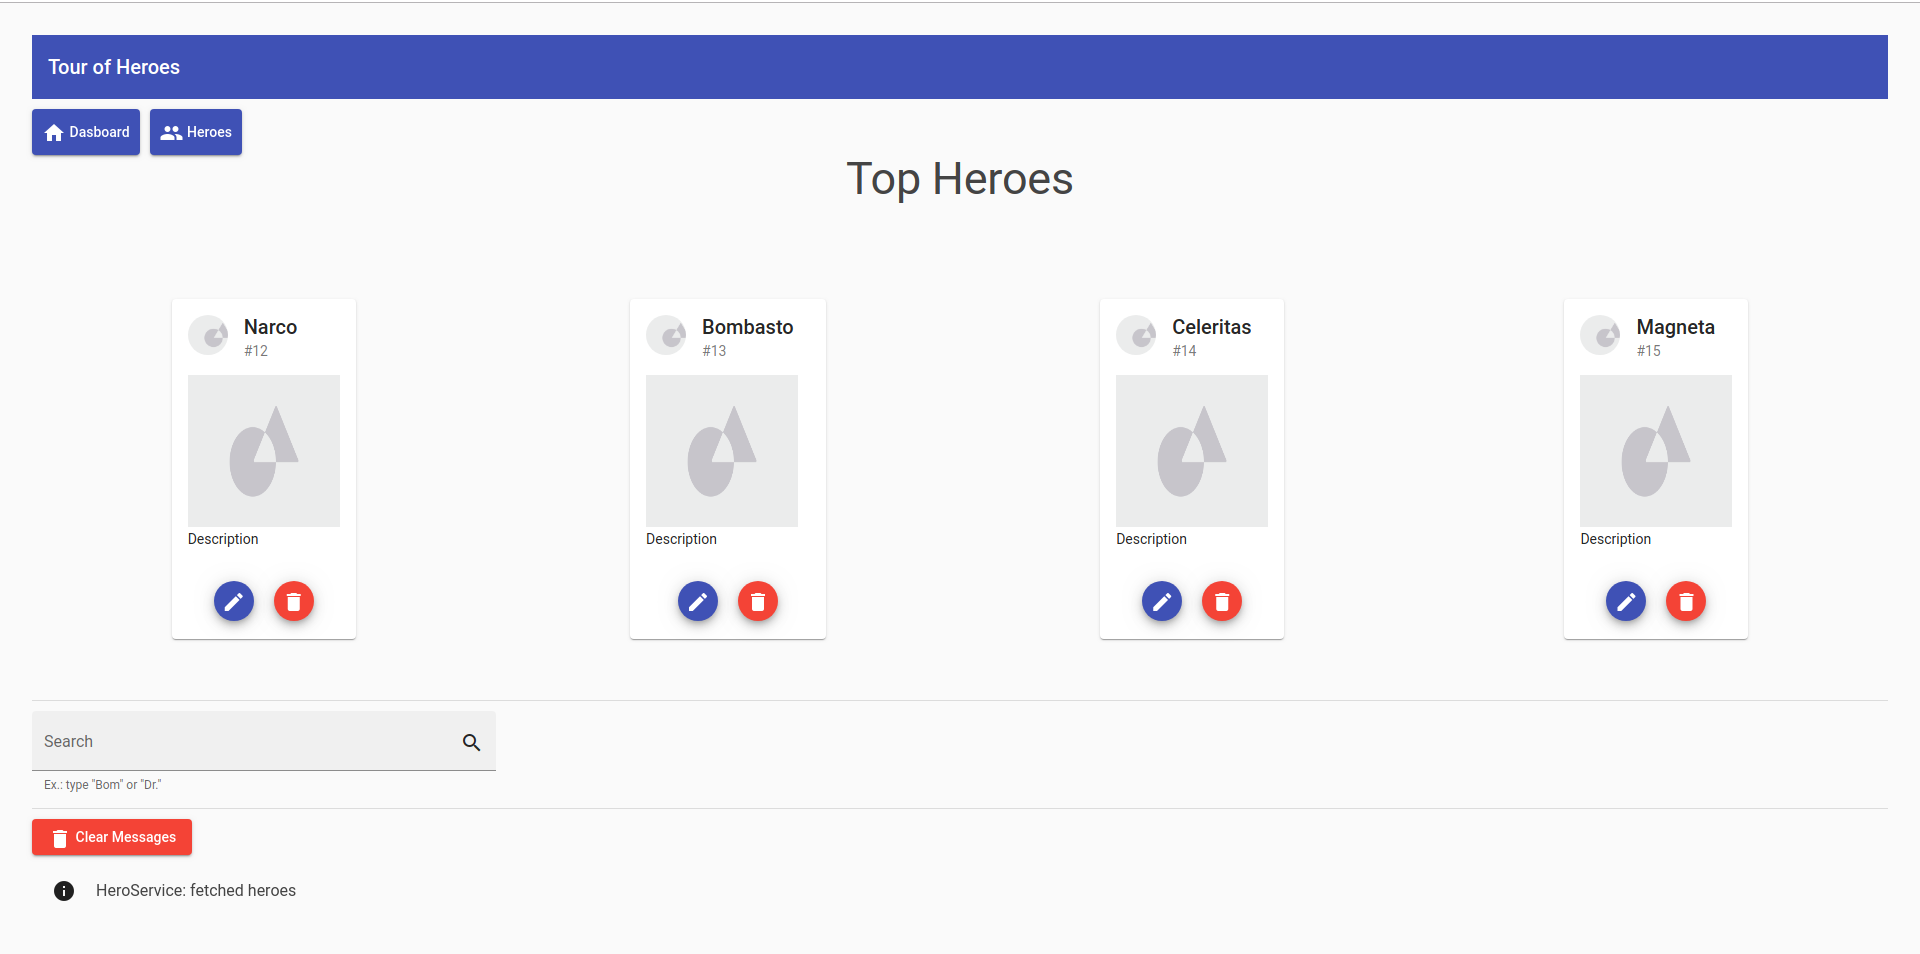 Tour of Heroes
Dasboard Heroes
Top Heroes
Narco
#12
Description
Bombasto
#13
Description
Celeritas
#14
Description
Magneta
#15
Description
Search
Ex.: type "Bom" or "Dr."
Clear Messages
HeroService: fetched heroes